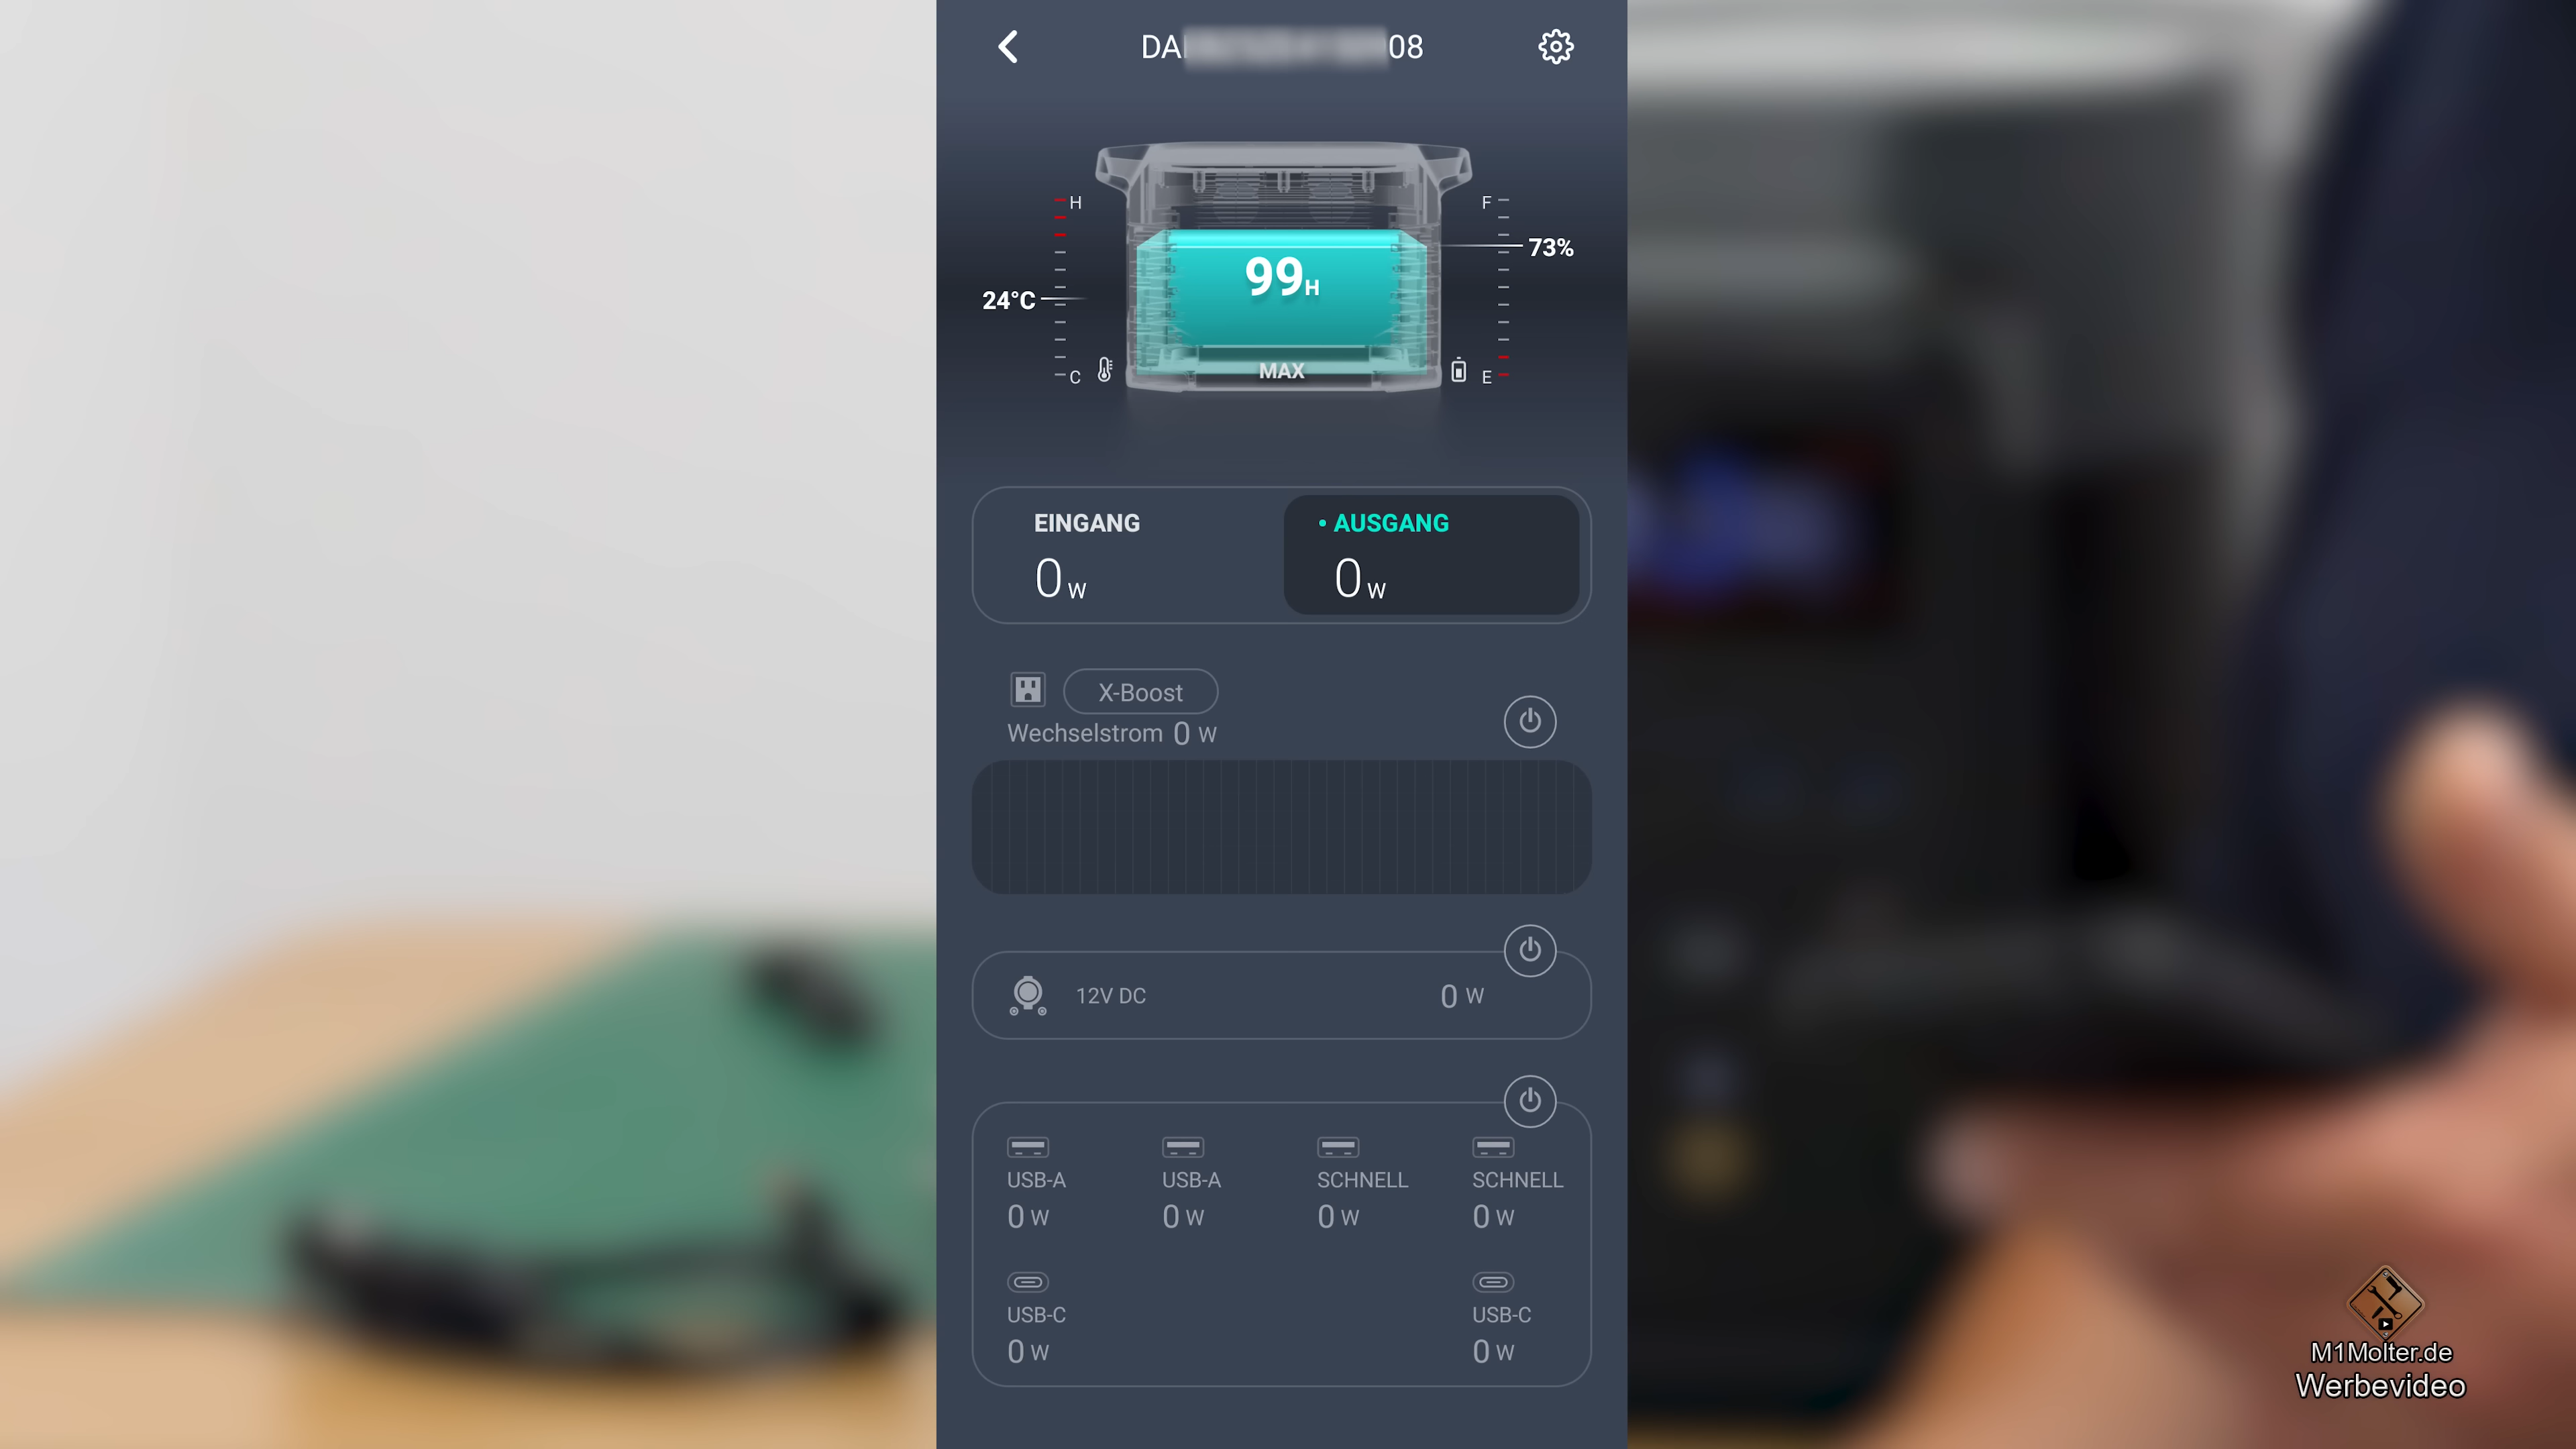 DA 08
H
F
73%
99H
24°C
C
MAX
E
EINGANG
• AUSGANG
0 W
0 W
X-Boost
Wechselstrom 0 W
12V DC
0 W
USB-A
USB-A
SCHNELL
SCHNELL
0 W
0 W
0 W
0 W
USB-C
USB-C
0 W
0 W
M1Molter.de
Werbevideo